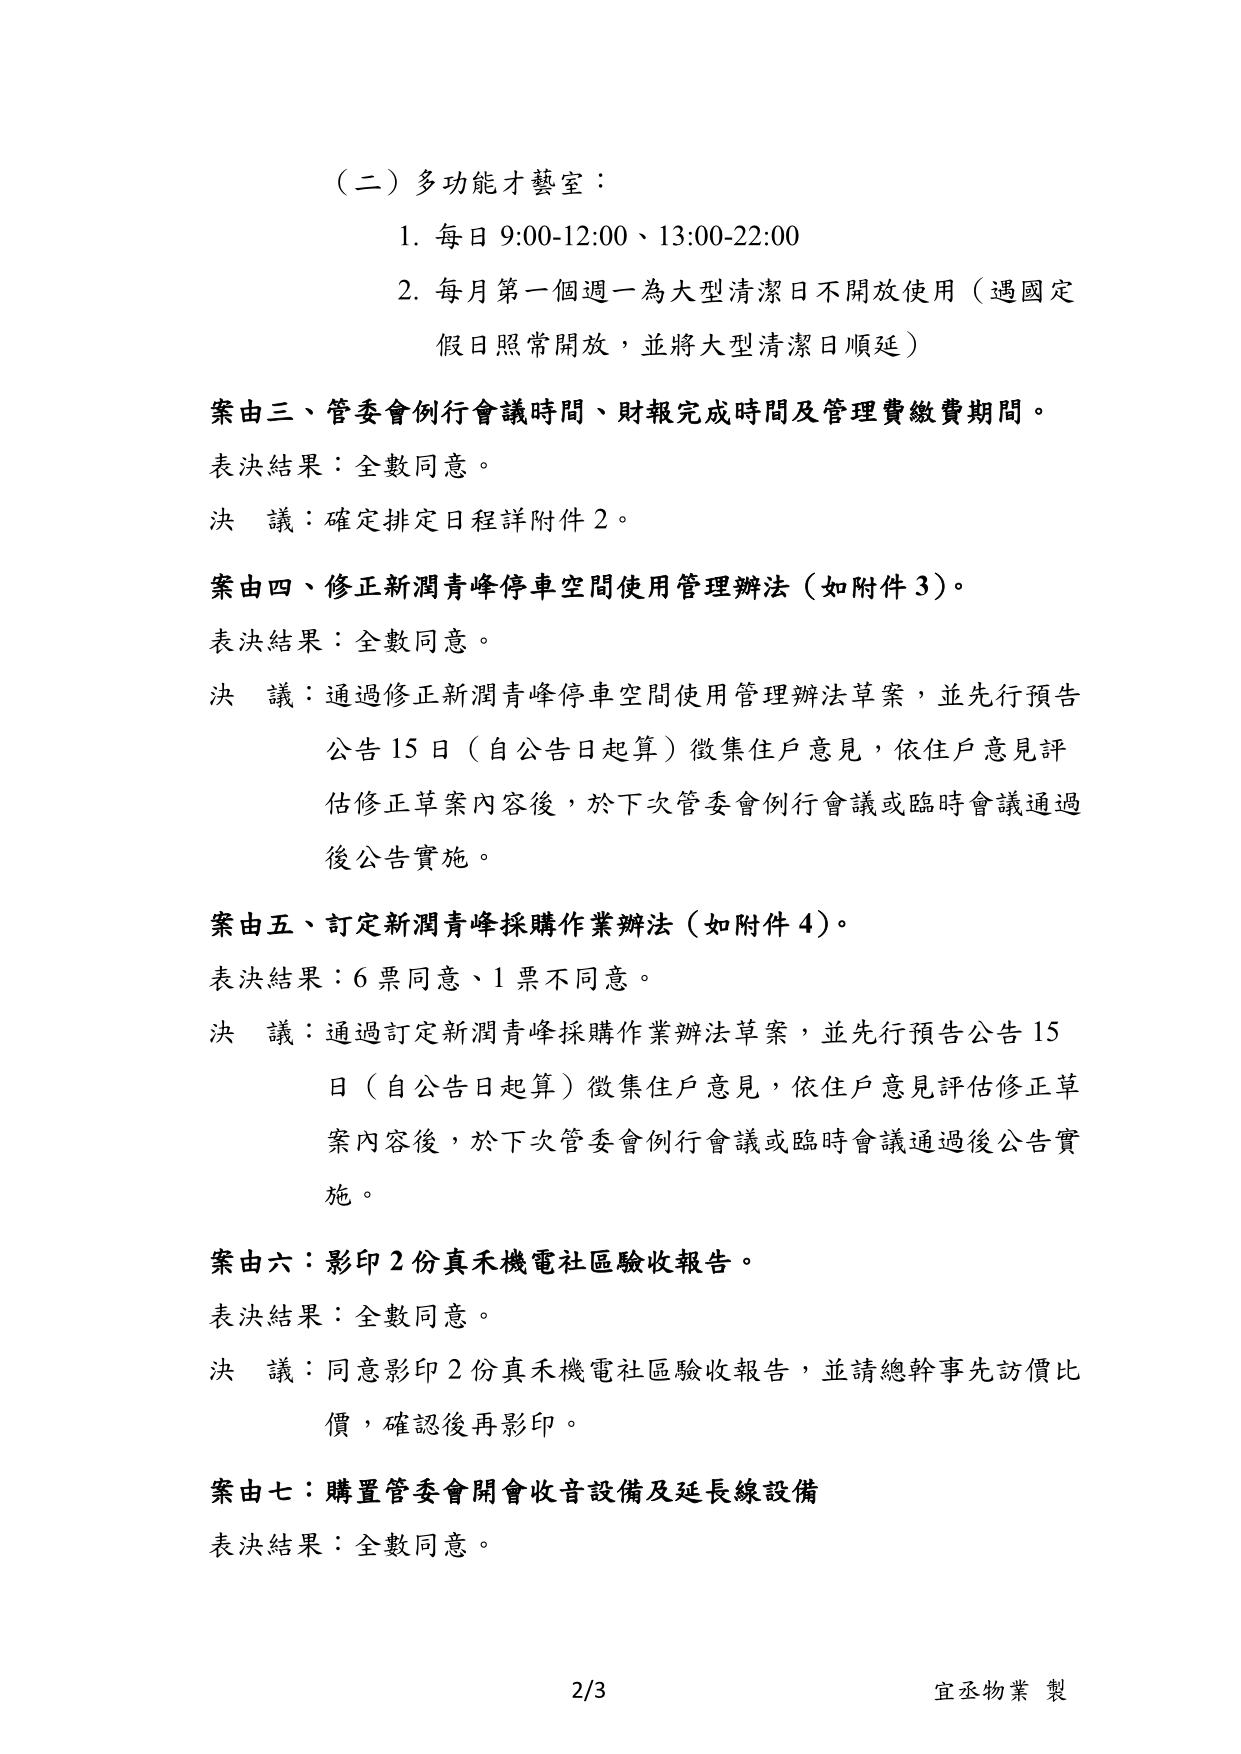 （二）多功能才藝室：
1. 每日 9:00-12:00、13:00-22:00
2. 每月第一個週一為大型清潔日不開放使用（遇國定
假日照常開放，並將大型清潔日順延）
案由三、管委會例行會議時間、財報完成時間及管理費繳費期間。
表決結果：全數同意。
決　議：確定排定日程詳附件 2。
案由四、修正新潤青峰停車空間使用管理辦法（如附件 3）。
表決結果：全數同意。
決　議：通過修正新潤青峰停車空間使用管理辦法草案，並先行預告
公告 15 日（自公告日起算）徵集住戶意見，依住戶意見評
估修正草案內容後，於下次管委會例行會議或臨時會議通過
後公告實施。
案由五、訂定新潤青峰採購作業辦法（如附件 4）。
表決結果：6 票同意、1 票不同意。
決　議：通過訂定新潤青峰採購作業辦法草案，並先行預告公告 15
日（自公告日起算）徵集住戶意見，依住戶意見評估修正草
案內容後，於下次管委會例行會議或臨時會議通過後公告實
施。
案由六：影印 2 份真禾機電社區驗收報告。
表決結果：全數同意。
決　議：同意影印 2 份真禾機電社區驗收報告，並請總幹事先訪價比
價，確認後再影印。
案由七：購置管委會開會收音設備及延長線設備
表決結果：全數同意。
2/3
宜丞物業 製